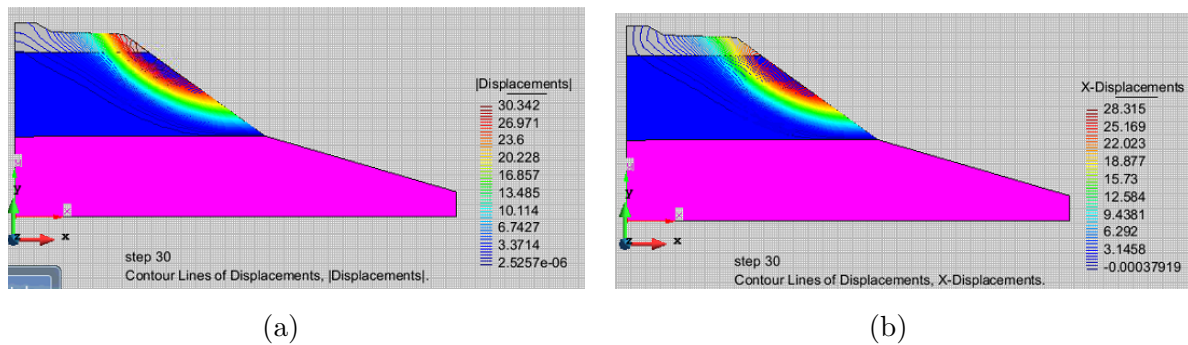 |Displacements|
30.342
26.971
23.6
20.228
16.857
13.485
10.114
6.7427
3.3714
2.5257e-06
y
x
x
z
step 30
Contour Lines of Displacements, |Displacements|.
(a)
X-Displacements
28.315
25.169
22.023
18.877
15.73
12.584
9.4381
6.292
3.1458
-0.00037919
y
x
x
z
step 30
Contour Lines of Displacements, X-Displacements.
(b)